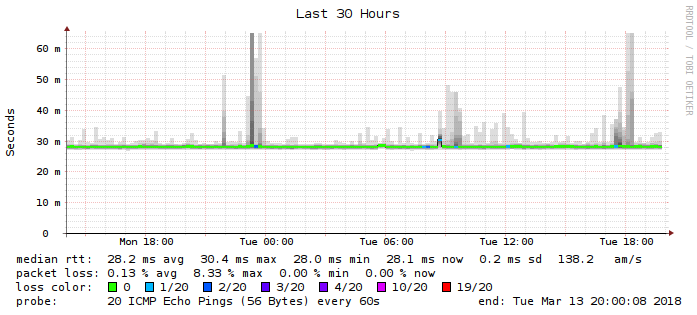 Last 30 Hours
RRDTOOL / TOBI OETIKER
Seconds
60 m
50 m
40 m
30 m
20 m
10 m
0
Mon 18:00 Tue 00:00 Tue 06:00 Tue 12:00 Tue 18:00
median rtt: 28.2 ms avg 30.4 ms max 28.0 ms min 28.1 ms now 0.2 ms sd 138.2 am/s
packet loss: 0.13 % avg 8.33 % max 0.00 % min 0.00 % now
loss color: 0 1/20 2/20 3/20 4/20 10/20 19/20
probe: 20 ICMP Echo Pings (56 Bytes) every 60s end: Tue Mar 13 20:00:08 2018